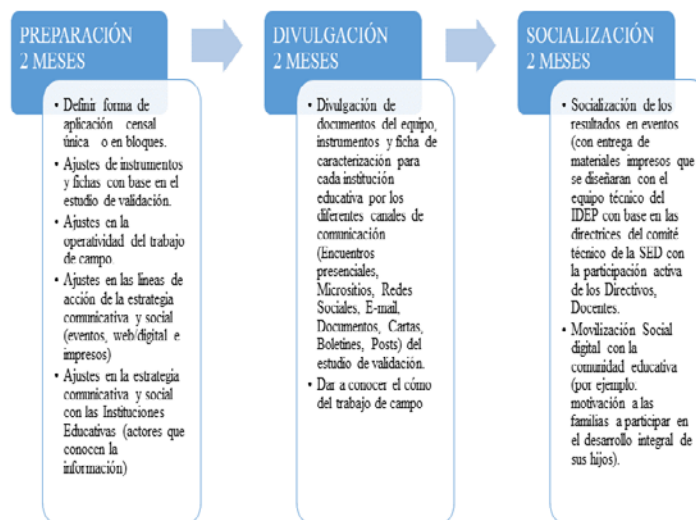 PREPARACIÓN
2 MESES
• Definir forma de
aplicación censal
única o en bloques.
• Ajustes de instrumentos
y fichas con base en el
estudio de validación.
• Ajustes en la
operatividad del trabajo
de campo.
• Ajustes en las líneas de
acción de la estrategia
comunicativa y social
(eventos, web/digital e
impresos)
• Ajustes en la estrategia
comunicativa y social
con las Instituciones
Educativas (actores que
conocen la
información)
DIVULGACIÓN
2 MESES
• Divulgación de
documentos del equipo,
instrumentos y ficha de
caracterización para
cada institución
educativa por los
diferentes canales de
comunicación
(Encuentros
presenciales,
Micrositios, Redes
Sociales, E-mail,
Documentos, Cartas,
Boletines, Posts) del
estudio de validación.
• Dar a conocer el cómo
del trabajo de campo
SOCIALIZACIÓN
2 MESES
• Socialización de los
resultados en eventos
(con entrega de
materiales impresos que
se diseñaran con el
equipo técnico del
IDEP con base en las
directrices del comité
técnico de la SED con
la participación activa
de los Directivos,
Docentes.
• Movilización Social
digital con la
comunidad educativa
(por ejemplo:
motivación a las
familias a participar en
el desarrollo integral de
sus hijos).